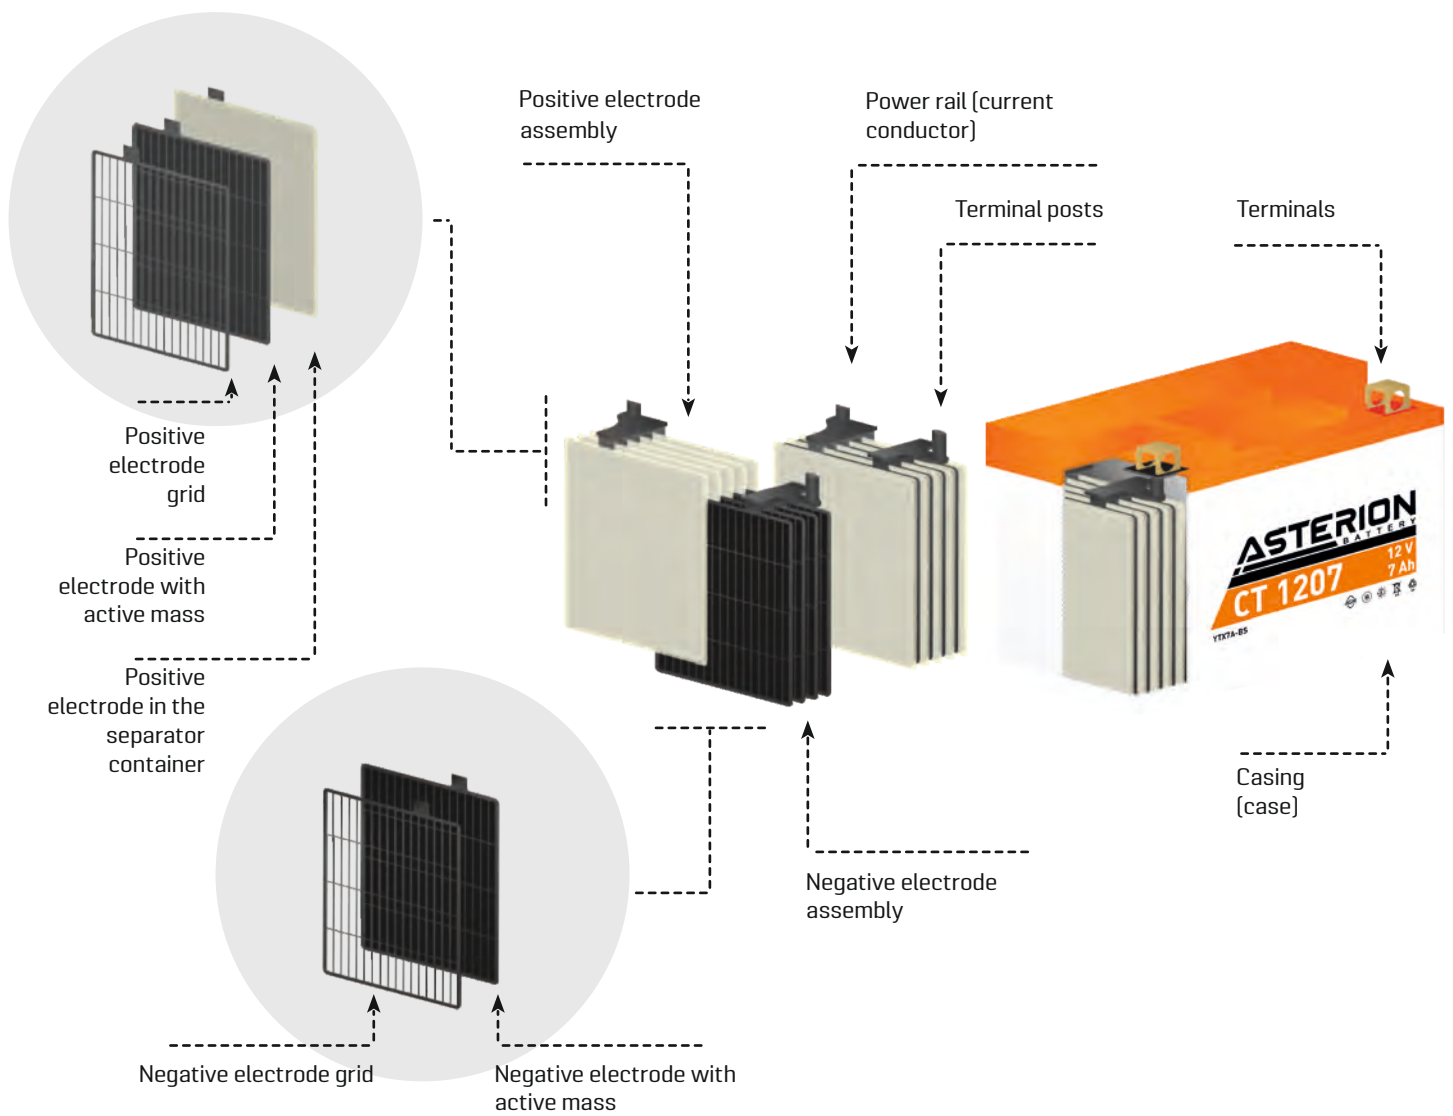 Positive electrode
assembly
Power rail (current
conductor)
Terminal posts
Terminals
Positive
electrode
grid
Positive
electrode with
active mass
Positive
electrode in the
separator
container
ASTERION
BATTERY
12 V
7 Ah
CT 1207
YTX7A-BS
Casing
(case)
Negative electrode
assembly
Negative electrode grid
Negative electrode with
active mass